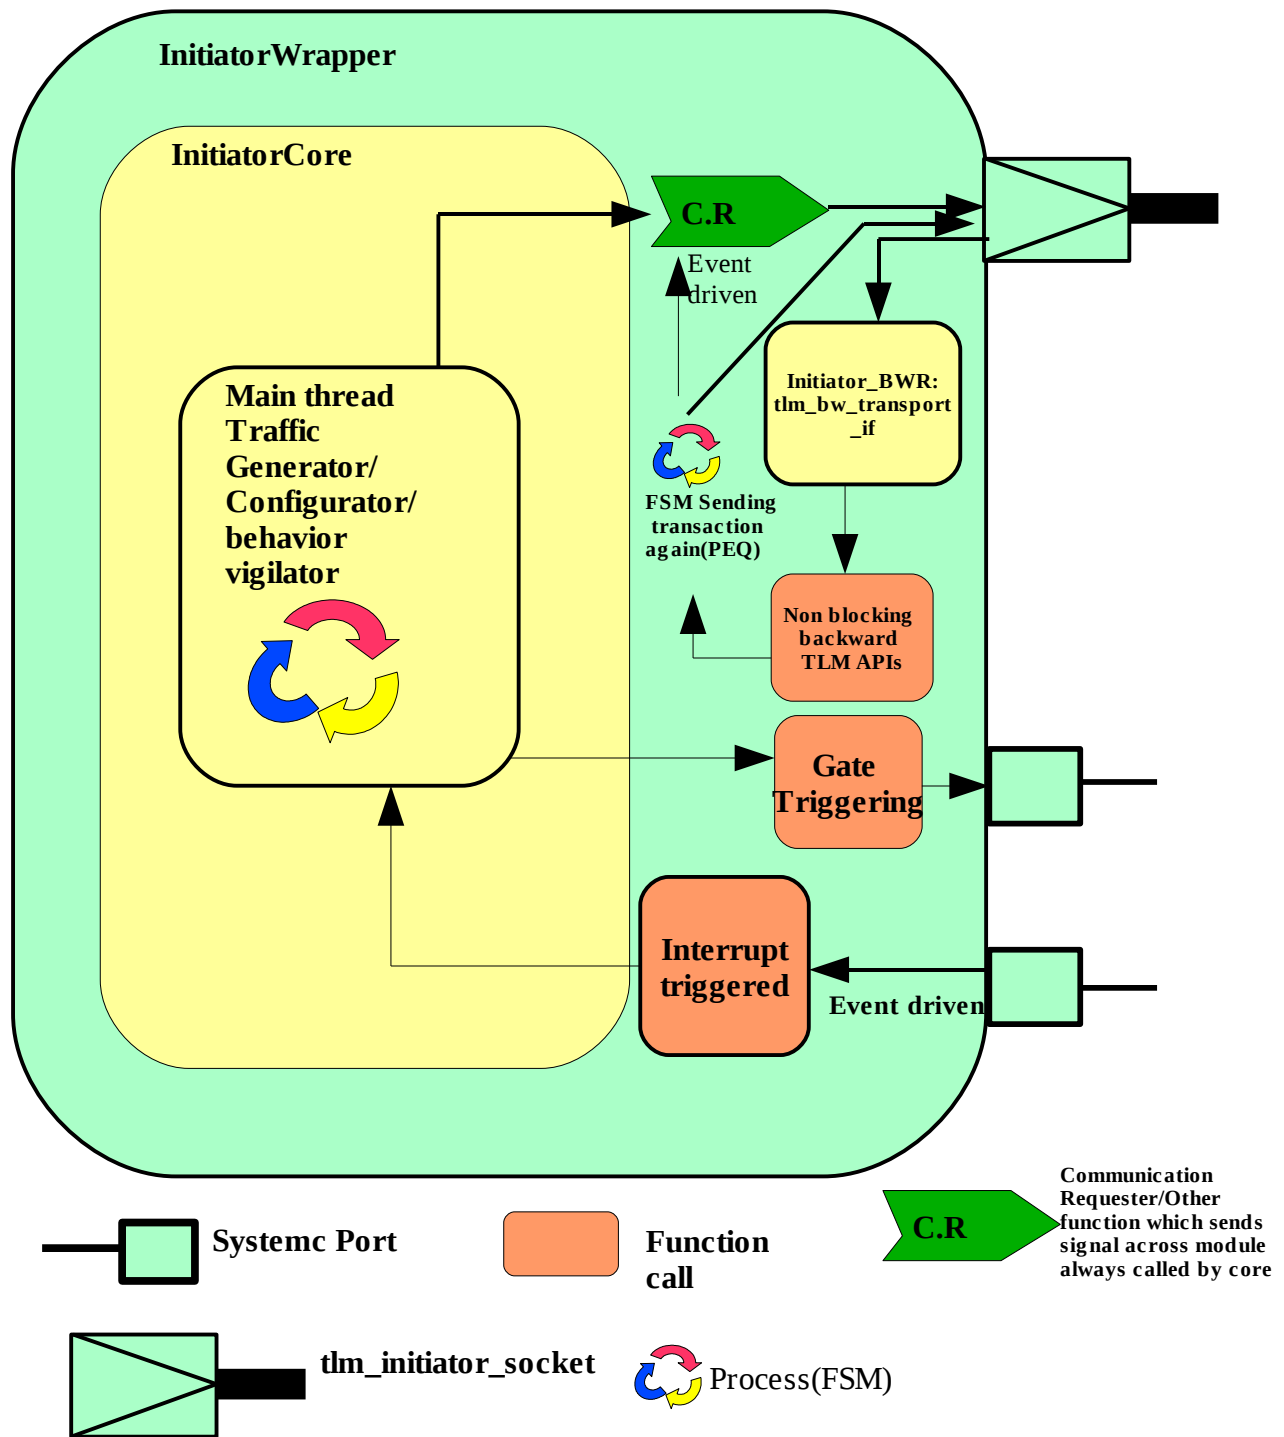 InitiatorWrapper
InitiatorCore
C.R
Event
driven
Main thread
Traffic
Generator/
Configurator/
behavior
vigilator
Initiator_BWR:
tlm_bw_transport
_if
FSM Sending
transaction
again(PEQ)
Non blocking
backward
TLM APIs
Gate
Triggering
Interrupt
triggered
Event driven
Systemc Port
Function
call
C.R
Communication
Requester/Other
function which sends
signal across module
always called by core
tlm_initiator_socket
Process(FSM)